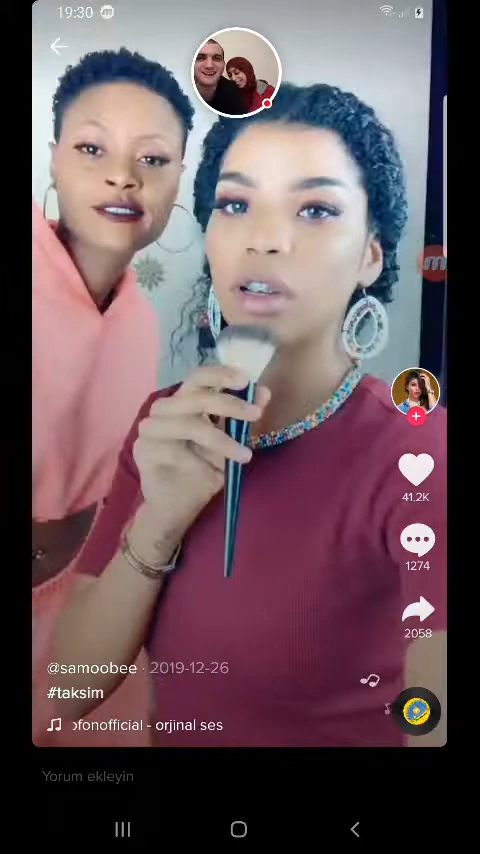 19:30
41.2K
1274
2058
@samoobee · 2019-12-26
#taksim
ofonofficial - orjinal ses
Yorum ekleyin